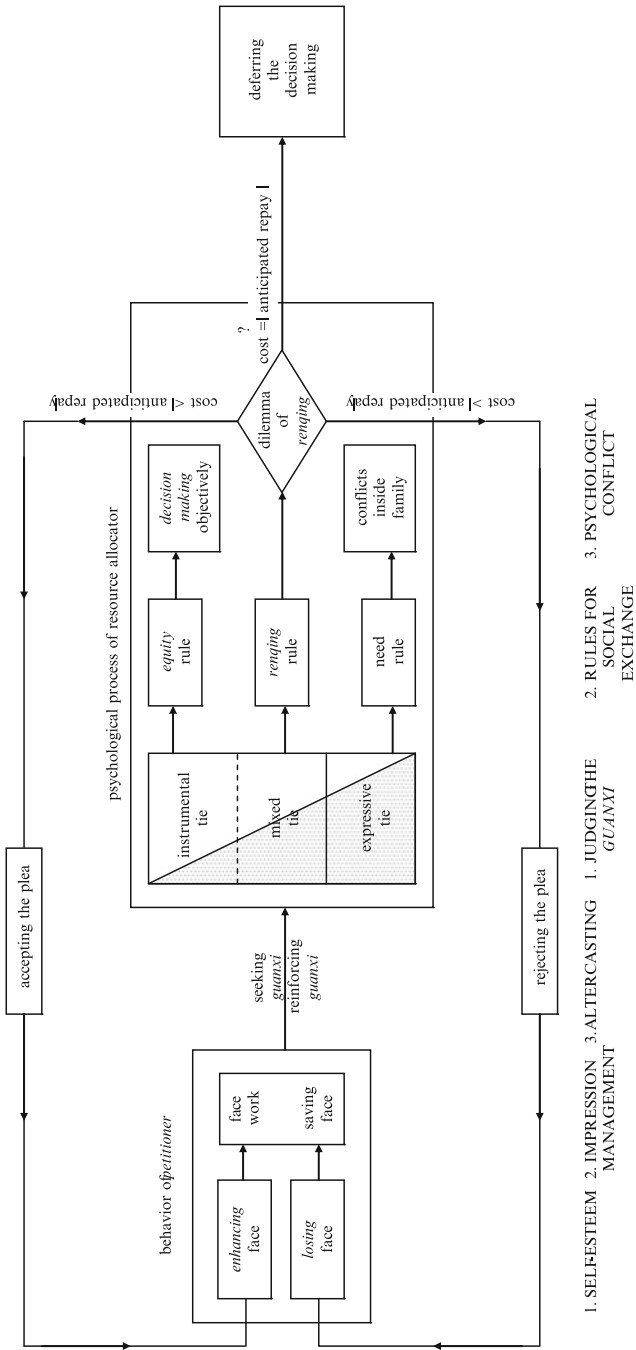 accepting the plea
behavior ofpetitioner
enhancing
face
losing
face
face
work
saving
face
seeking
guanxi
reinforcing
guanxi
psychological process of resource allocator
instrumental
tie
mixed
tie
expressive
tie
equity
rule
renqing
rule
need
rule
decision
making
objectively
dilemma
of
renqing
conflicts
inside
family
cost < anticipated repay
?
cost = anticipated repay
cost > anticipated repay
deferring
the
decision
making
rejecting the plea
1. SELF-ESTEEM
2. IMPRESSION
MANAGEMENT
3. ALTERCASTING
1. JUDGINGTHE
GUANXI
2. RULES FOR
SOCIAL
EXCHANGE
3. PSYCHOLOGICAL
CONFLICT